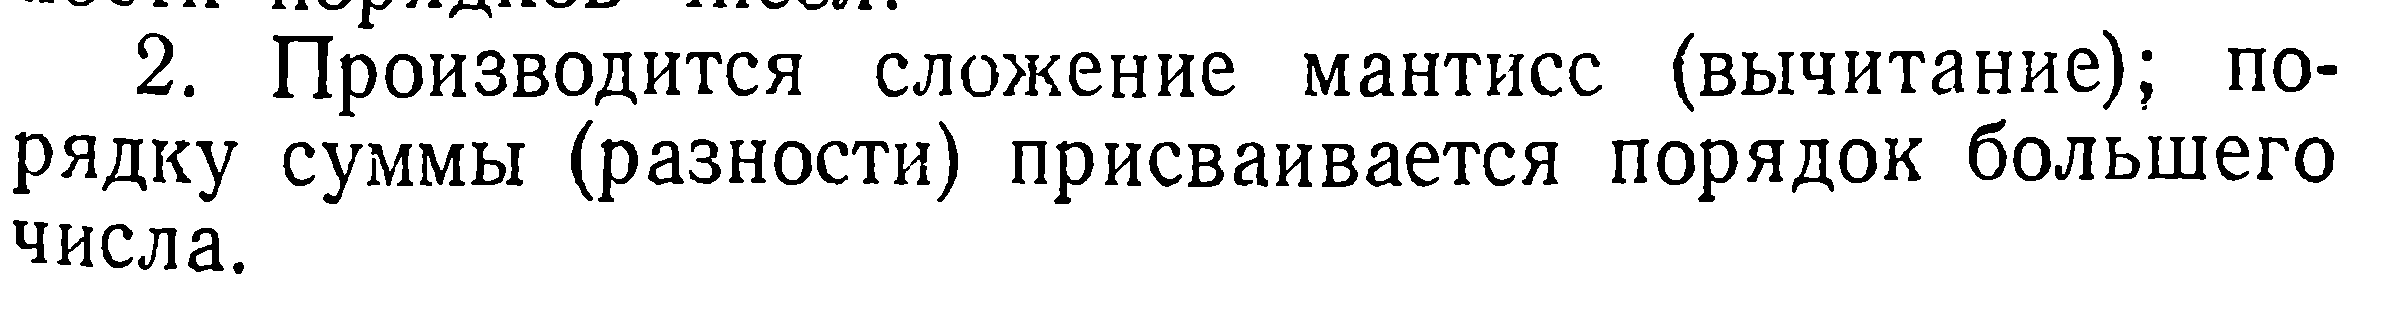 2. Производится сложение мантисс (вычитание); по-
рядку суммы (разности) присваивается порядок большего
числа.